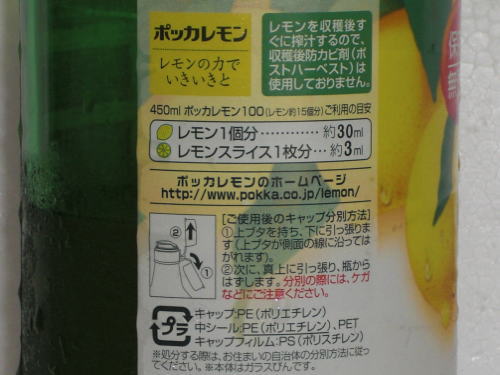 ポッカレモン
レモンの力で
いきいきと
レモンを収穫後す
ぐに搾汁するので、
収穫後防カビ剤(ポ
ストハーベスト)は
使用しておりません。
450ml ポッカレモン100(レモン約15個分)ご利用の目安
レモン1個分…………約30ml
レモンスライス1枚分…約3ml
ポッカレモンのホームページ
http://www.pokka.co.jp/lemon/
[ご使用後のキャップ分別方法]
①上ブタを持ち、下に引っ張りま
す(上ブタが側面の線に沿っては
がれます)。
②次に、真上に引っ張り、瓶から
はずします。分別の際には、ケガ
などにご注意ください。
②
①
プラ
キャップ:PE(ポリエチレン)
中シール:PE(ポリエチレン)、PET
キャップフィルム:PS(ポリスチレン)
※処分する際は、お住まいの自治体の分別方法に従っ
てください。※本体はガラスびんです。
保
無